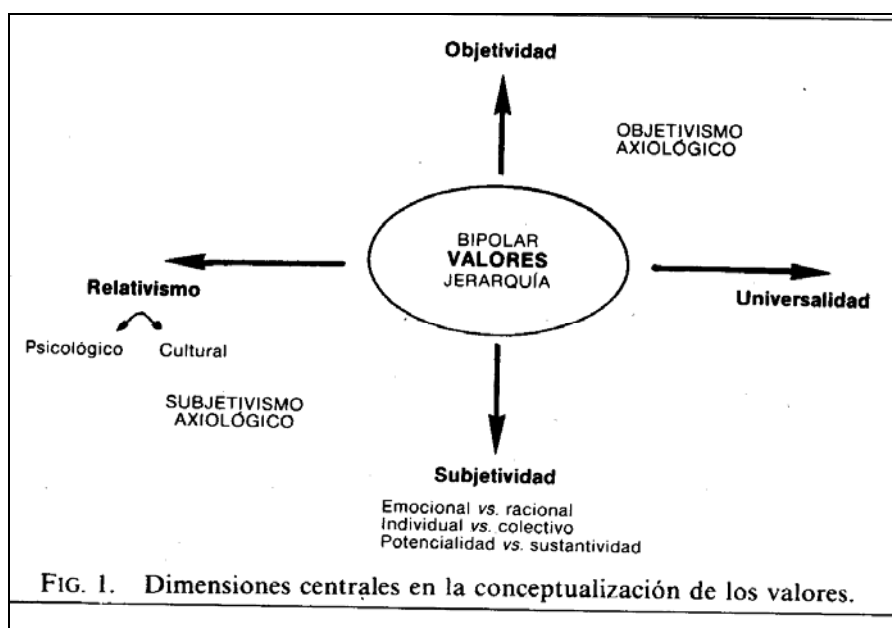 Objetividad
OBJETIVISMO
AXIOLÓGICO
BIPOLAR
VALORES
JERARQUÍA
Relativismo
Universalidad
Psicológico
Cultural
SUBJETIVISMO
AXIOLÓGICO
Subjetividad
Emocional vs. racional
Individual vs. colectivo
Potencialidad vs. sustantividad
FIG. 1. Dimensiones centrales en la conceptualización de los valores.